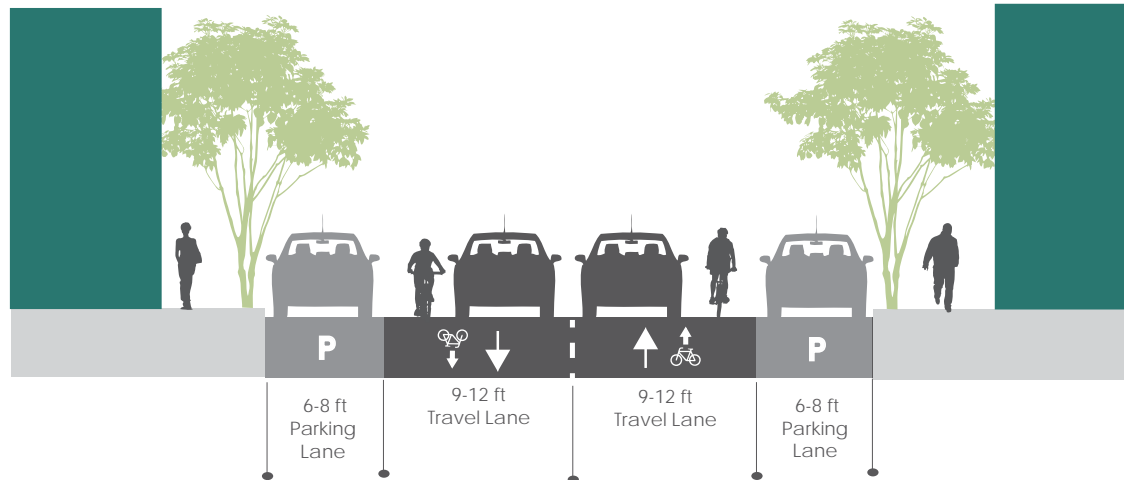 P
P
6-8 ft
Parking
Lane
9-12 ft
Travel Lane
9-12 ft
Travel Lane
6-8 ft
Parking
Lane